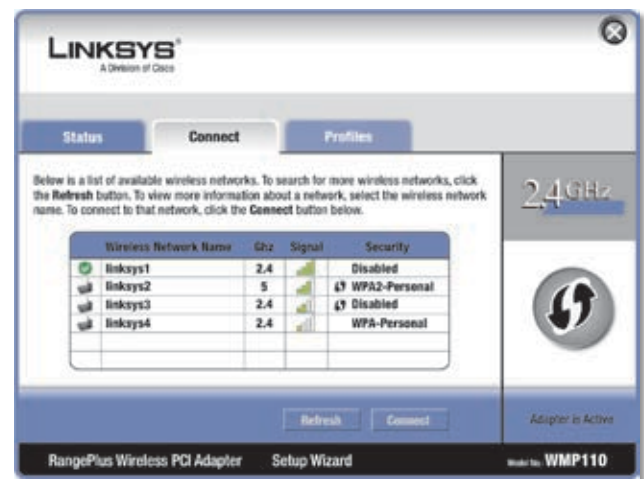 LINKSYS®
A Division of Cisco
Status Connect Profiles
Below is a list of available wireless networks. To search for more wireless networks, click
the Refresh button. To view more information about a network, select the wireless network
name. To connect to that network, click the Connect button below.
2,4GHz
Wireless Network Name Ghz Signal Security
linksys1 2.4 Disabled
linksys2 5 WPA2-Personal
linksys3 2.4 Disabled
linksys4 2.4 WPA-Personal
Refresh Connect
Adapter is Active
RangePlus Wireless PCI Adapter Setup Wizard Model No. WMP110